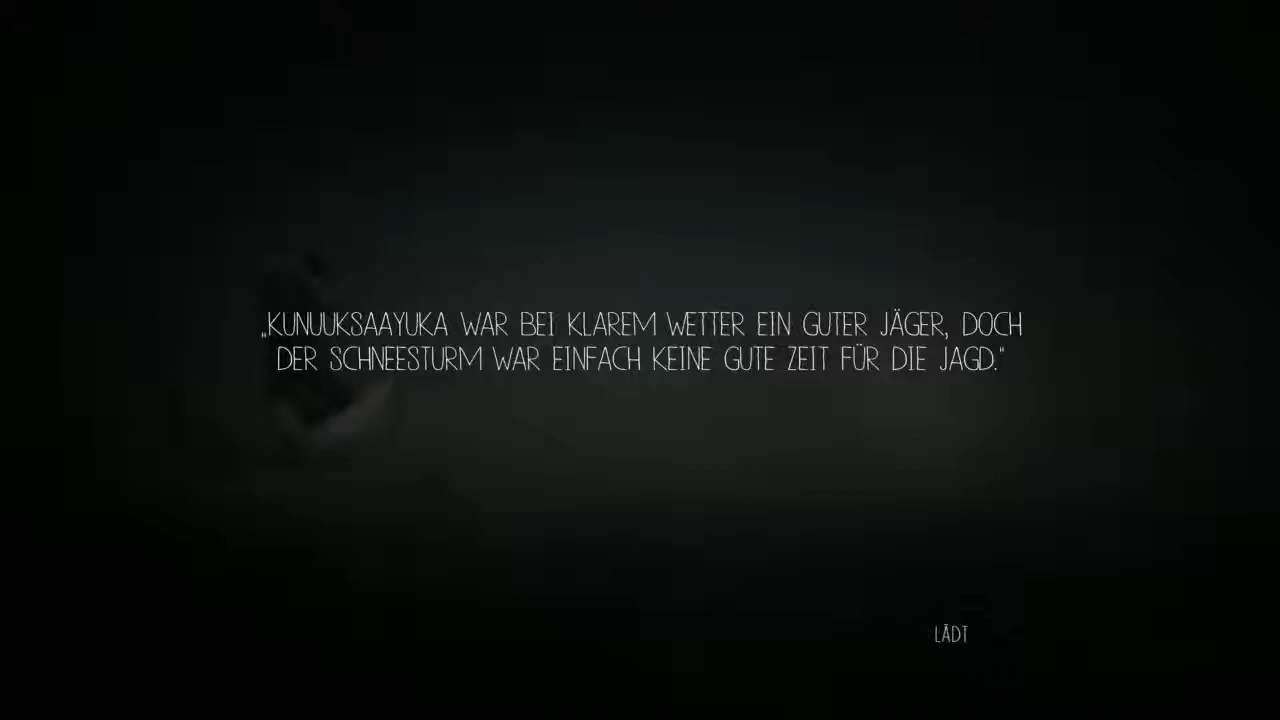 „KUNUUKSAAYUKA WAR BEI KLAREM WETTER EIN GUTER JÄGER, DOCH
DER SCHNEESTURM WAR EINFACH KEINE GUTE ZEIT FÜR DIE JAGD.“
LÄDT